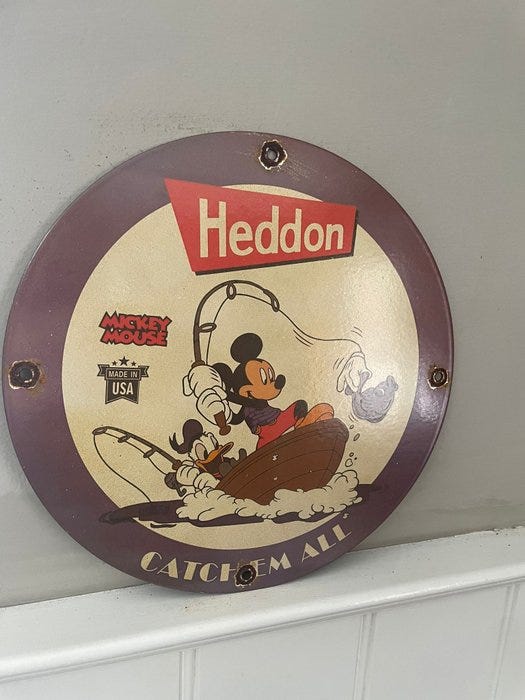 Heddon
MICKEY
MOUSE
MADE IN
USA
CATCH EM ALL